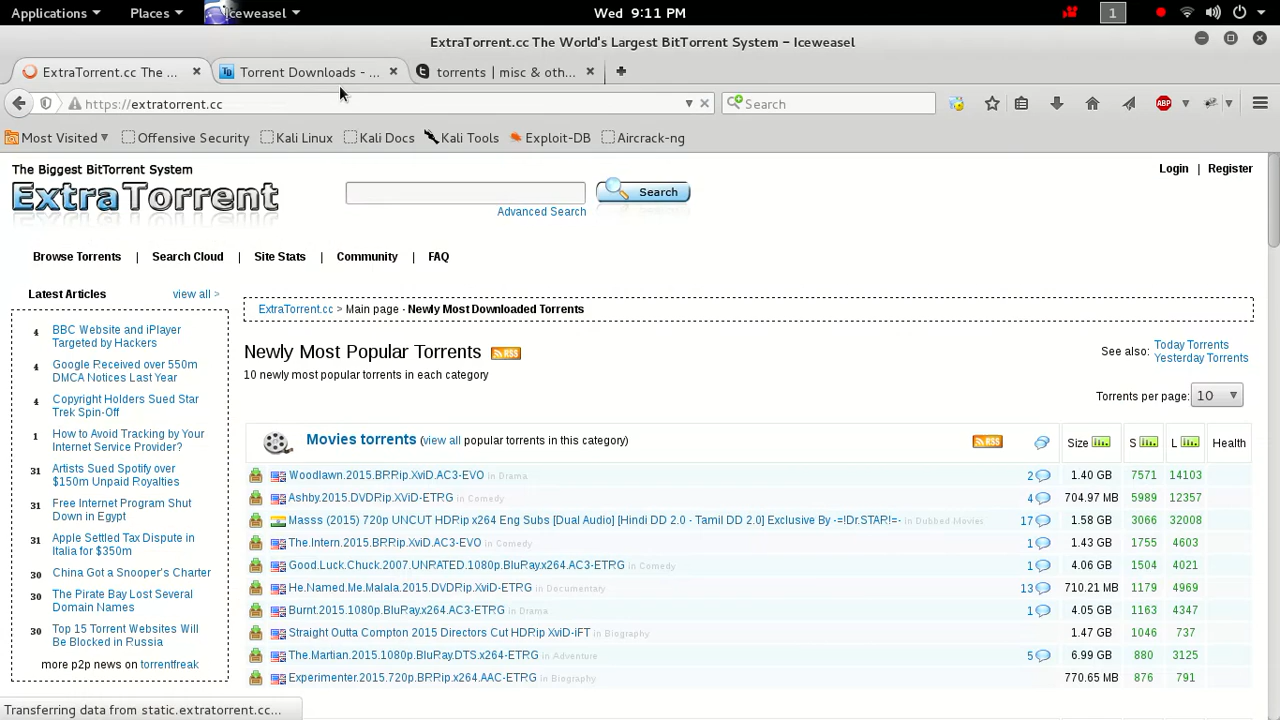 Applications Places Iceweasel Wed 9:11 PM 1
ExtraTorrent.cc The World's Largest BitTorrent System - Iceweasel
ExtraTorrent.cc The ... Torrent Downloads - ... torrents | misc & oth...
https://extratorrent.cc Search ABP
Most Visited Offensive Security Kali Linux Kali Docs Kali Tools Exploit-DB Aircrack-ng
The Biggest BitTorrent System Login Register
ExtraTorrent Search
Advanced Search
Browse Torrents | Search Cloud | Site Stats | Community | FAQ
Latest Articles view all >
ExtraTorrent.cc > Main page - Newly Most Downloaded Torrents
4 BBC Website and iPlayer
Targeted by Hackers
4 Google Received over 550m
DMCA Notices Last Year
4 Copyright Holders Sued Star
Trek Spin-Off
1 How to Avoid Tracking by Your
Internet Service Provider?
31 Artists Sued Spotify over
$150m Unpaid Royalties
31 Free Internet Program Shut
Down in Egypt
31 Apple Settled Tax Dispute in
Italia for $350m
30 China Got a Snooper's Charter
30 The Pirate Bay Lost Several
Domain Names
30 Top 15 Torrent Websites Will
Be Blocked in Russia
more p2p news on torrentfreak
Newly Most Popular Torrents RSS
10 newly most popular torrents in each category
See also: Today Torrents
Yesterday Torrents
Torrents per page: 10
Movies torrents (view all popular torrents in this category) RSS Size S L Health
Woodlawn.2015.BRRip.XviD.AC3-EVO in Drama 2 1.40 GB 7571 14103
Ashby.2015.DVDRip.XviD-ETRG in Comedy 4 704.97 MB 5989 12357
Masss (2015) 720p UNCUT HDRip x264 Eng Subs [Dual Audio] [Hindi DD 2.0 - Tamil DD 2.0] Exclusive By -=!Dr.STAR!=- in Dubbed Movies 17 1.58 GB 3066 32008
The.Intern.2015.BRRip.XviD.AC3-EVO in Comedy 1 1.43 GB 1755 4603
Good.Luck.Chuck.2007.UNRATED.1080p.BluRay.x264.AC3-ETRG in Comedy 1 4.06 GB 1504 4021
He.Named.Me.Malala.2015.DVDRip.XviD-ETRG in Documentary 13 710.21 MB 1179 4969
Burnt.2015.1080p.BluRay.x264.AC3-ETRG in Drama 1 4.05 GB 1163 4347
Straight Outta Compton 2015 Directors Cut HDRip XviD-iFT in Biography 1.47 GB 1046 737
The.Martian.2015.1080p.BluRay.DTS.x264-ETRG in Adventure 5 6.99 GB 880 3125
Experimenter.2015.720p.BRRip.x264.AAC-ETRG in Biography 770.65 MB 876 791
Transferring data from static.extratorrent.cc...